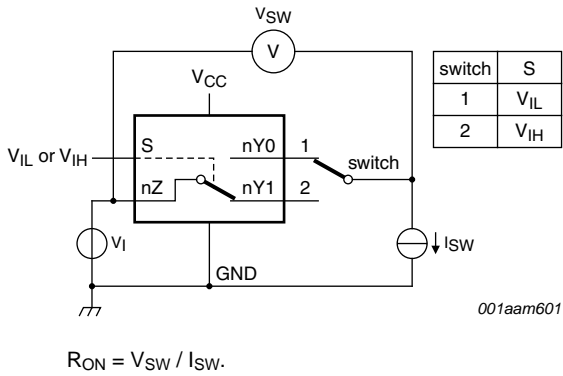 VSW
V
VCC
switch S
1 VIL
2 VIH
S
nY0
1
switch
VIL or VIH
nZ
nY1
2
VI
ISW
GND
001aam601
RON = VSW / ISW.